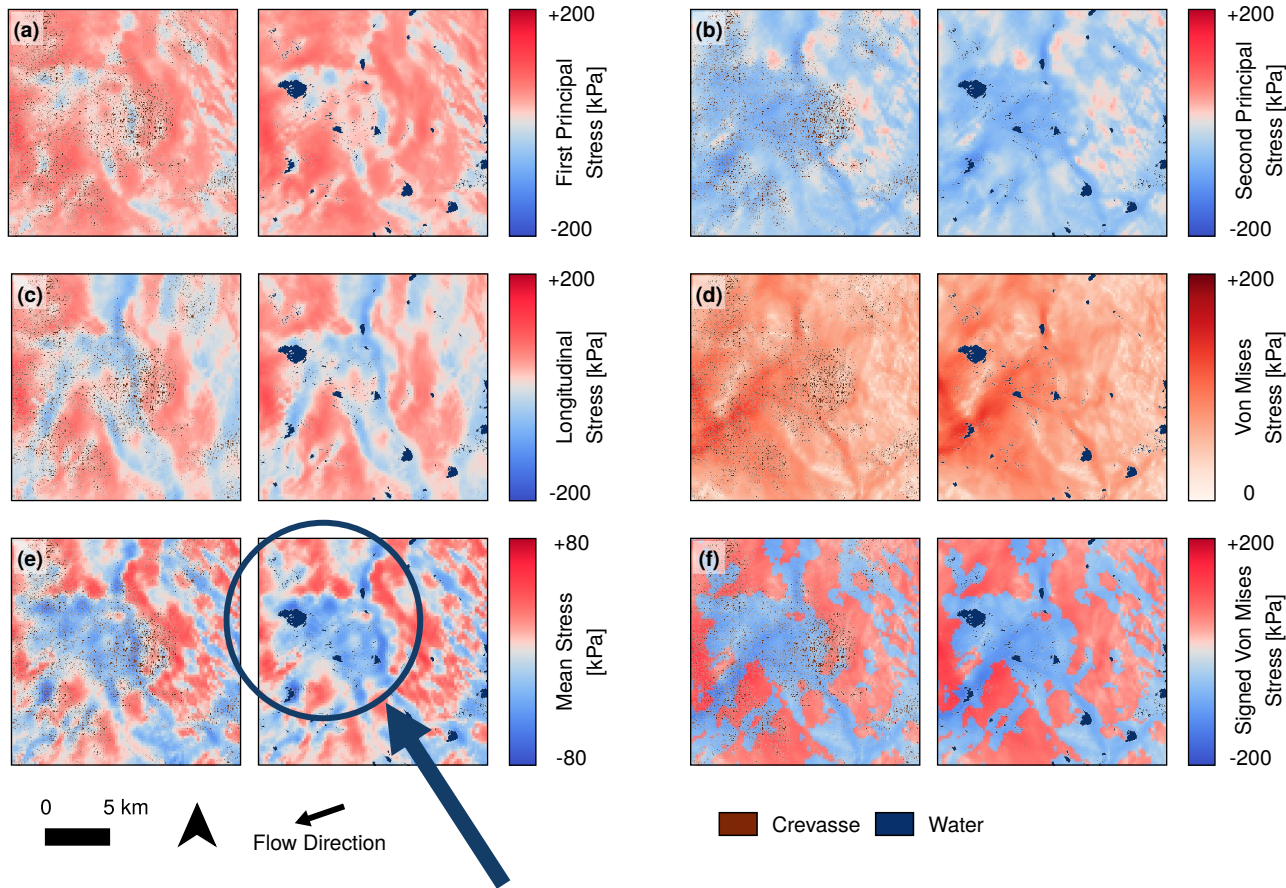 (a)
+200
First Principal
Stress [kPa]
-200
(b)
+200
Second Principal
Stress [kPa]
-200
(c)
+200
Longitudinal
Stress [kPa]
-200
(d)
+200
Von Mises
Stress [kPa]
0
(e)
+80
Mean Stress
[kPa]
-80
(f)
+200
Signed Von Mises
Stress [kPa]
-200
0 5 km
Flow Direction
Crevasse
Water